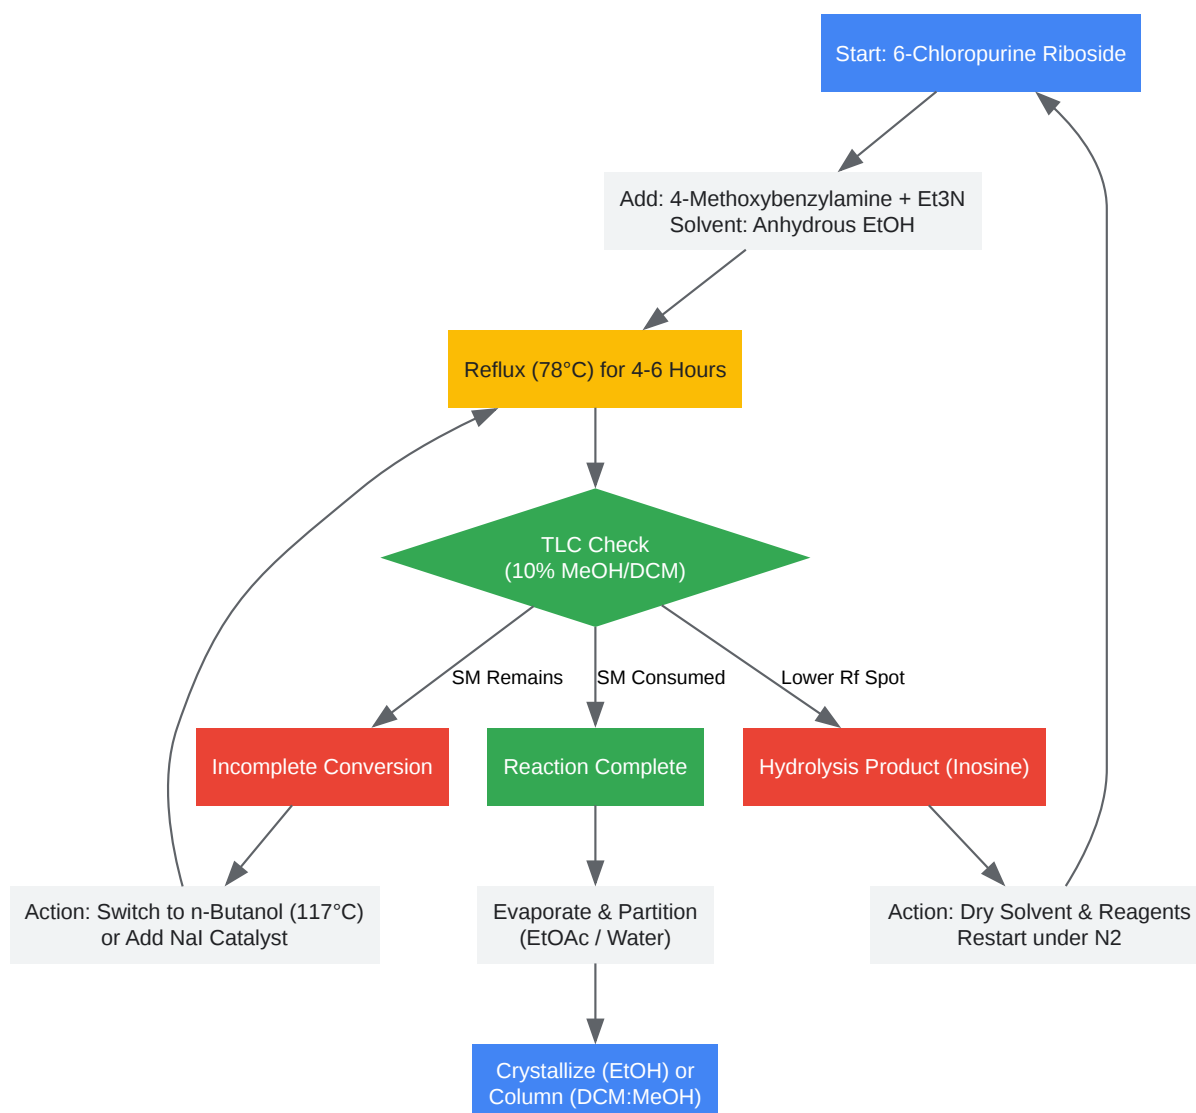 Start: 6-Chloropurine Riboside
Add: 4-Methoxybenzylamine + Et3N
Solvent: Anhydrous EtOH
Reflux (78°C) for 4-6 Hours
TLC Check
(10% MeOH/DCM)
SM Remains
SM Consumed
Lower Rf Spot
Incomplete Conversion
Reaction Complete
Hydrolysis Product (Inosine)
Action: Switch to n-Butanol (117°C)
or Add NaI Catalyst
Evaporate & Partition
(EtOAc / Water)
Action: Dry Solvent & Reagents
Restart under N2
Crystallize (EtOH) or
Column (DCM:MeOH)